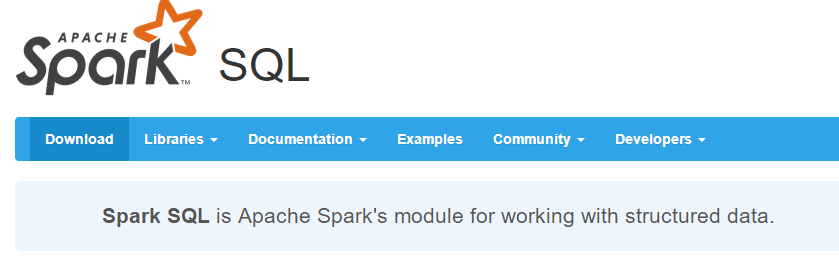 APACHE
Spark™ SQL
Download Libraries Documentation Examples Community Developers
Spark SQL is Apache Spark's module for working with structured data.